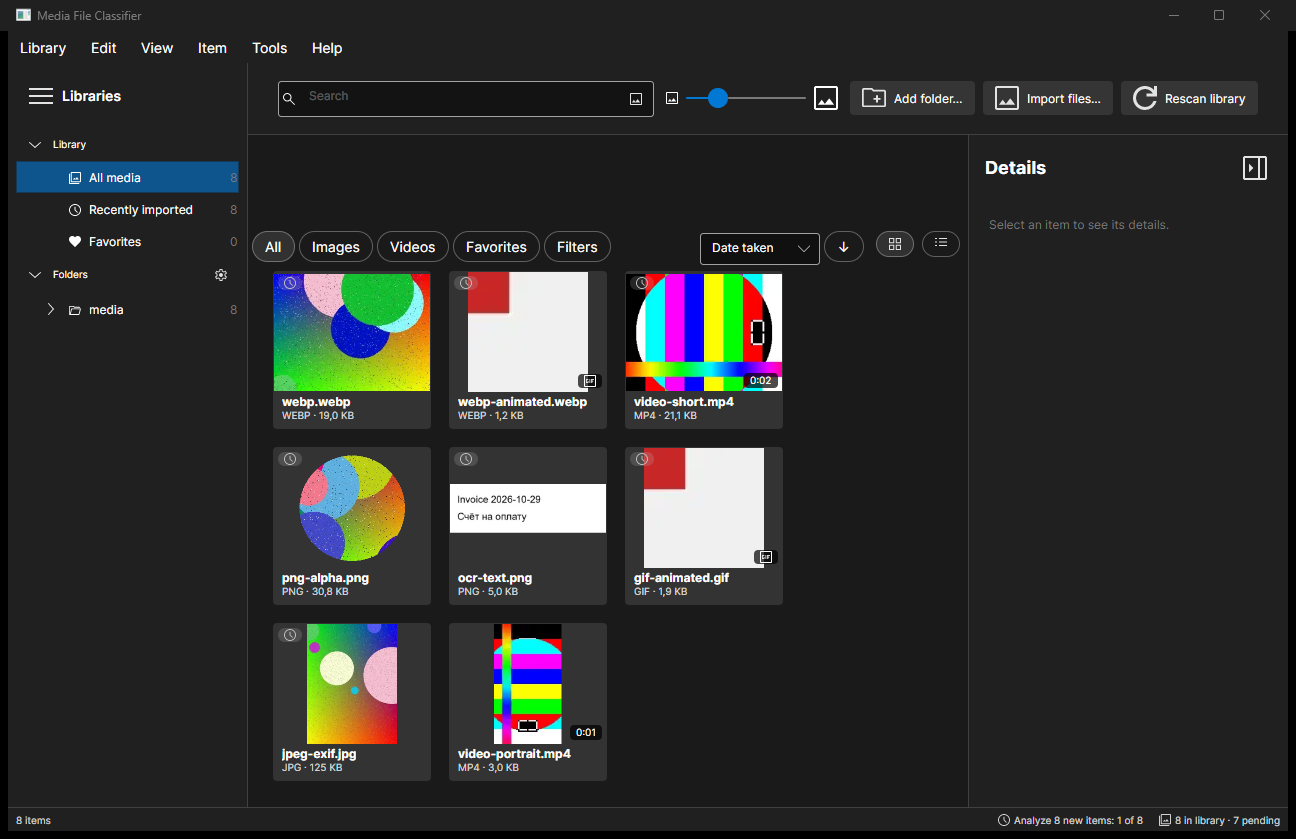 Media File Classifier
Library Edit View Item Tools Help
Libraries
Search
Add folder...
Import files...
Rescan library
Library
All media 8
Recently imported 8
Favorites 0
Folders
media 8
All Images Videos Favorites Filters
Date taken
Details
Select an item to see its details.
webp.webp
WEBP · 19,0 KB
GIF
webp-animated.webp
WEBP · 1,2 KB
0:02
video-short.mp4
MP4 · 21,1 KB
png-alpha.png
PNG · 30,8 KB
Invoice 2026-10-29
Счёт на оплату
ocr-text.png
PNG · 5,0 KB
GIF
gif-animated.gif
GIF · 1,9 KB
jpeg-exif.jpg
JPG · 125 KB
0:01
video-portrait.mp4
MP4 · 3,0 KB
8 items
Analyze 8 new items: 1 of 8
8 in library · 7 pending